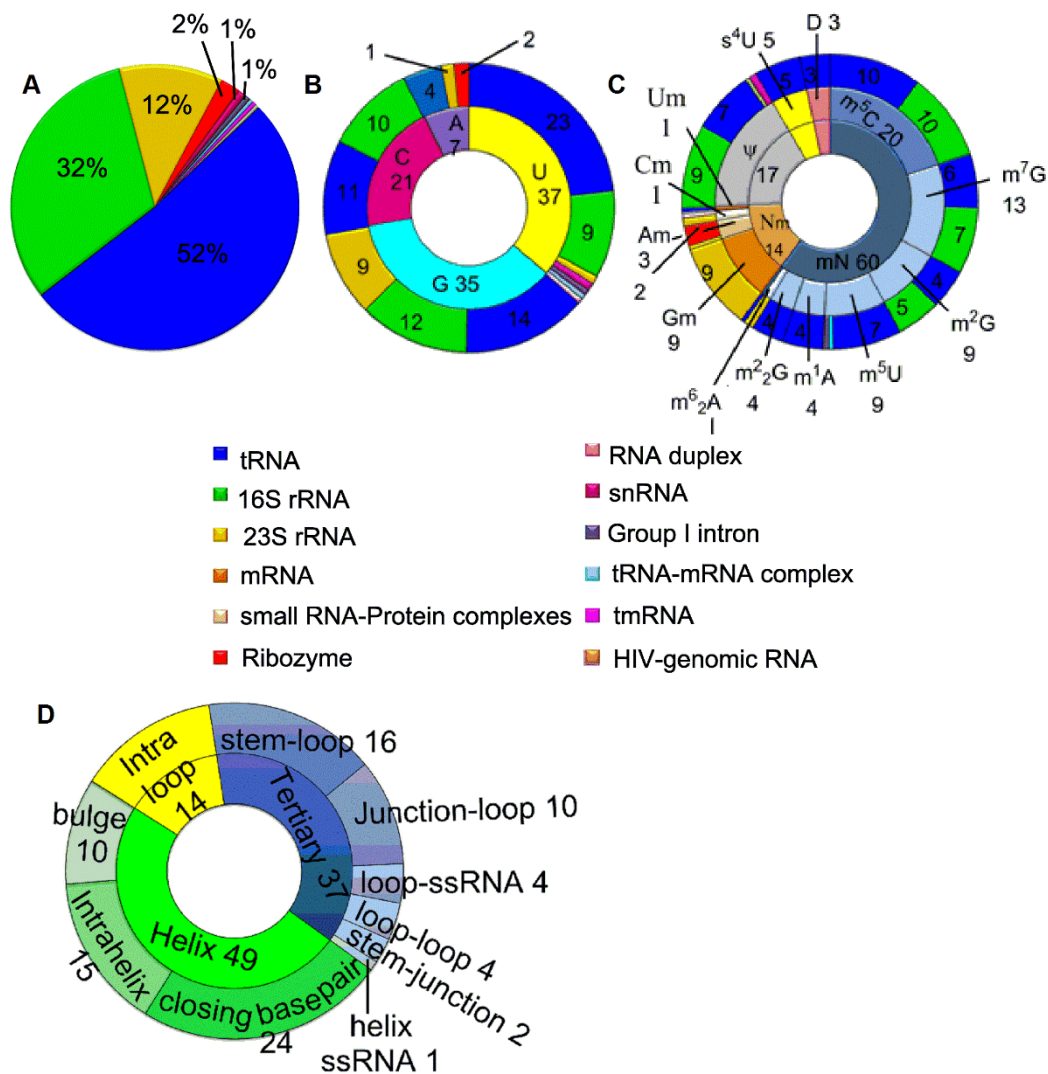 A
2%
1%
1%
12%
32%
52%
B
1
2
4
A
7
10
C
21
11
23
U
37
9
9
G 35
12
14
C
D 3
s⁴U 5
5
3
10
m⁵C 20
10
Um
1
7
ψ
17
Cm
1
9
6
m⁷G
13
7
Am
3
2
Nm
14
mN 60
9
4
5
m²G
9
Gm
9
4
4
7
m⁶₂A
1
m²₂G
4
m¹A
4
m⁵U
9
tRNA
16S rRNA
23S rRNA
mRNA
small RNA-Protein complexes
Ribozyme
RNA duplex
snRNA
Group I intron
tRNA-mRNA complex
tmRNA
HIV-genomic RNA
D
Intra
loop
14
stem-loop 16
Tertiary 37
Junction-loop 10
bulge
10
loop-ssRNA 4
loop-loop 4
stem-junction 2
Helix 49
Intrahelix
15
closing basepair
24
helix
ssRNA 1